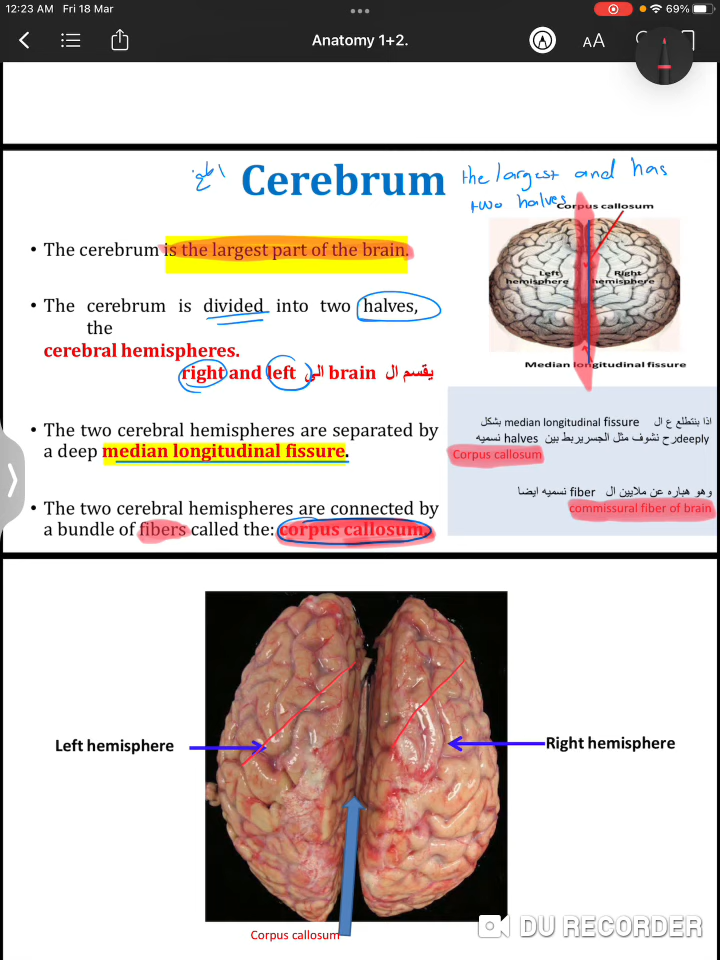 12:23 AM Fri 18 Mar
69%
Anatomy 1+2.
AA
Cerebrum
the largest and has
two halves
Corpus callosum
• The cerebrum is the largest part of the brain.
Left hemisphere
Right hemisphere
Median longitudinal fissure
• The cerebrum is divided into two halves,
the
cerebral hemispheres.
right and left الى brain يقسم ال
• The two cerebral hemispheres are separated by
a deep median longitudinal fissure.
اذا بنتطلع ع ال median longitudinal fissure بشكل
deeply رح نشوف مثل الجسر يربط بين halves نسميه
Corpus callosum
• The two cerebral hemispheres are connected by
a bundle of fibers called the: corpus callosum.
وهو هباره عن ملايين ال fiber نسميه ايضا
commissural fiber of brain
Left hemisphere
Right hemisphere
Corpus callosum
DU RECORDER